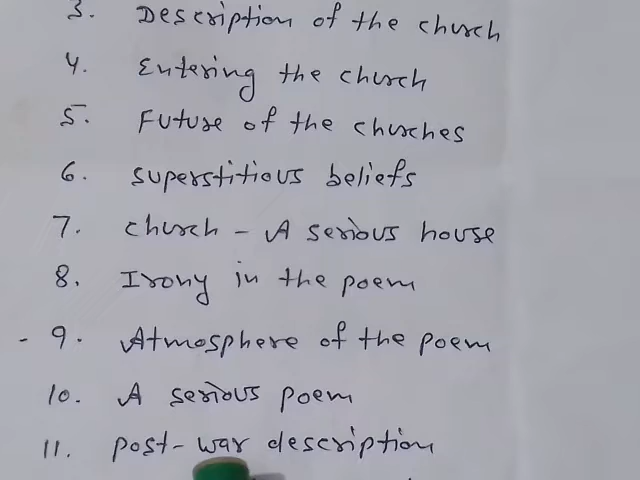 3. Description of the church
4. Entering the church
5. Future of the churches
6. superstitious beliefs
7. church - A serious house
8. Irony in the poem
- 9. Atmosphere of the poem
10. A serious poem
11. post-war description